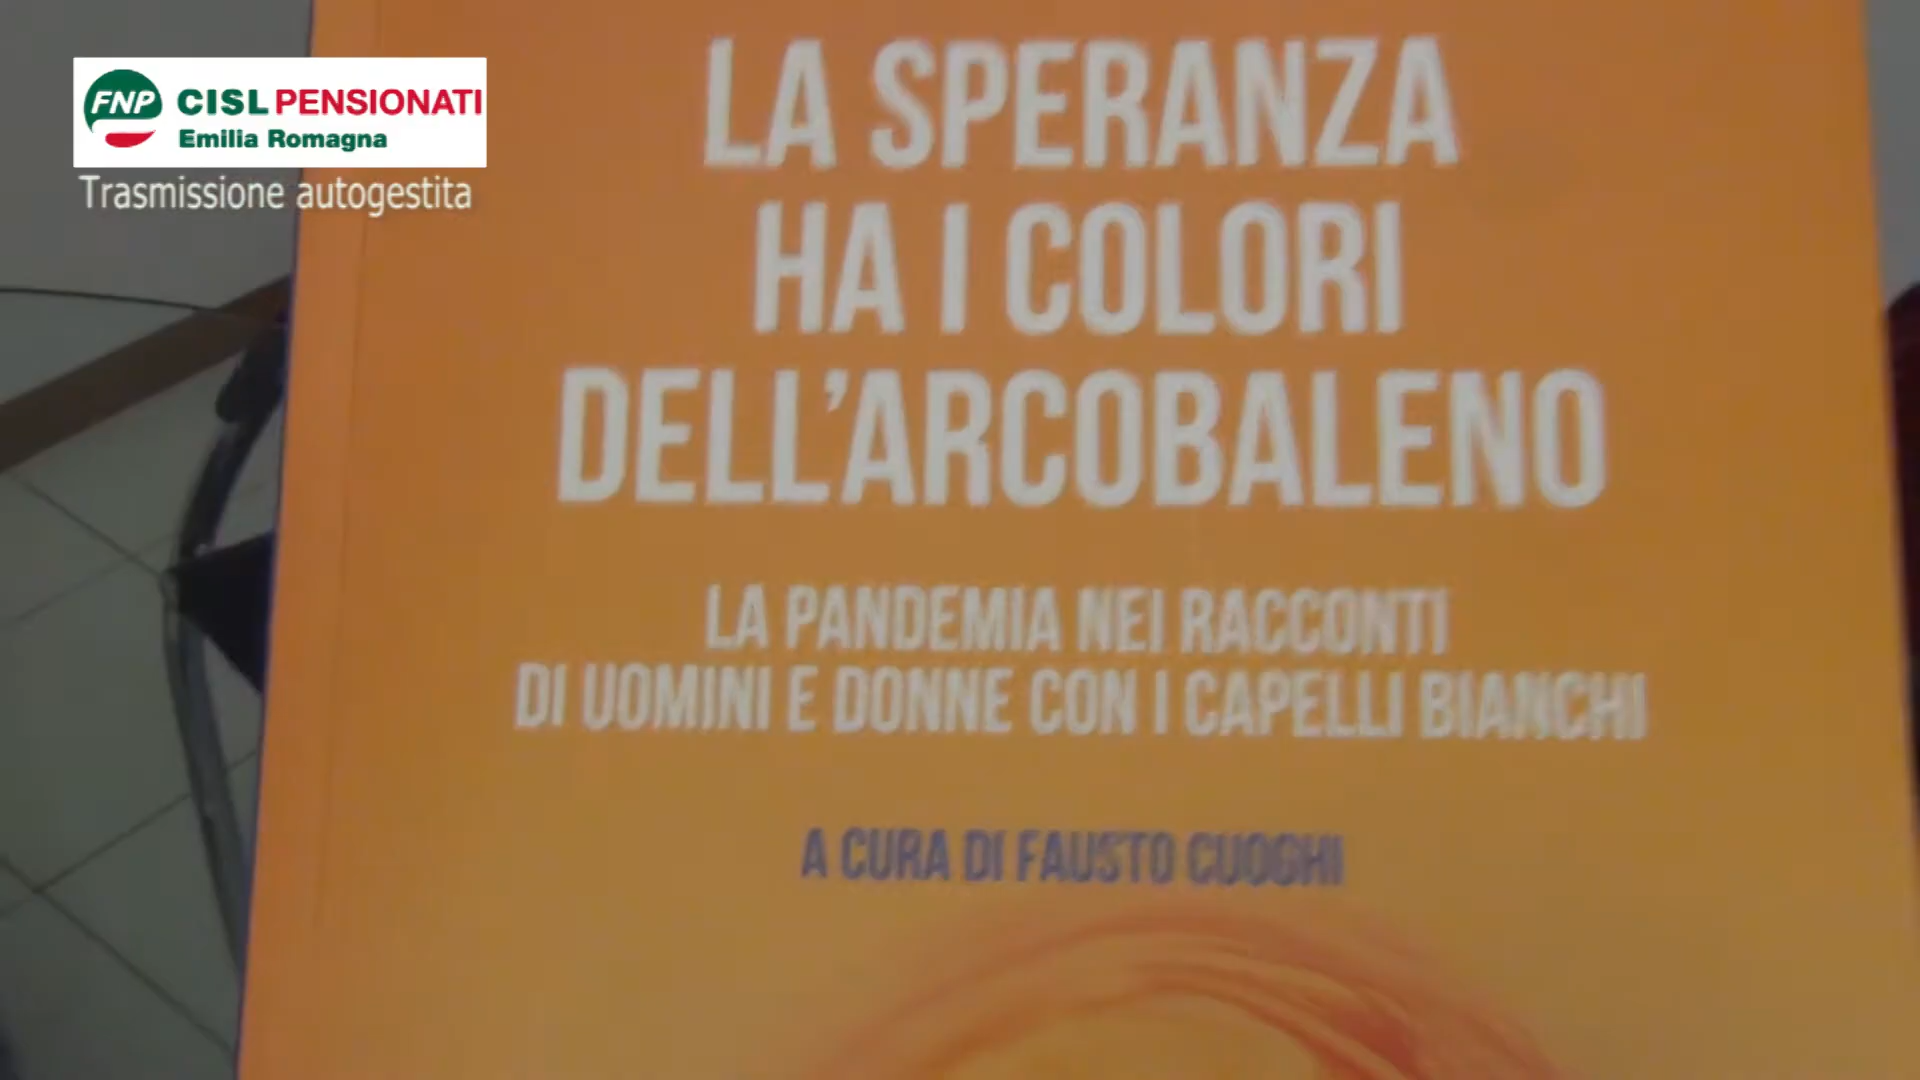 FNP CISL PENSIONATI
Emilia Romagna
Trasmissione autogestita
LA SPERANZA
HA I COLORI
DELL'ARCOBALENO
LA PANDEMIA NEI RACCONTI
DI UOMINI E DONNE CON I CAPELLI BIANCHI
A CURA DI FAUSTO CUOGHI